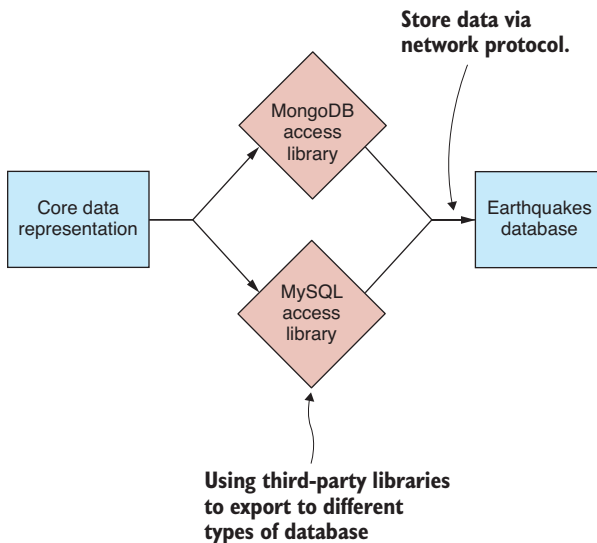 Store data via
network protocol.
MongoDB
access
library
Core data
representation
Earthquakes
database
MySQL
access
library
Using third-party libraries
to export to different
types of database